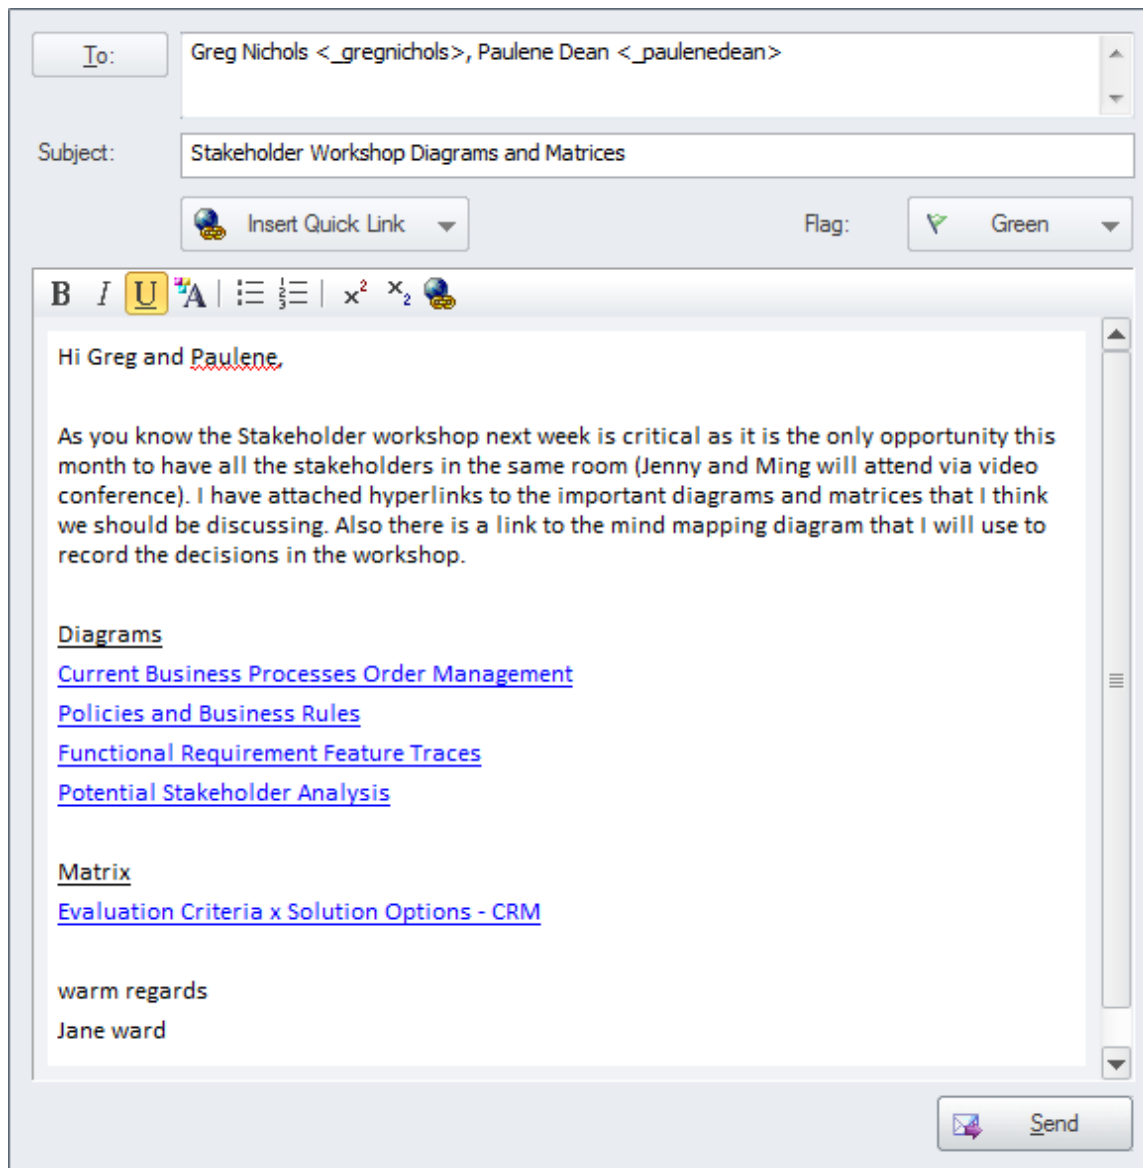 To: Greg Nichols <_gregnichols>, Paulene Dean <_paulenedean>
Subject: Stakeholder Workshop Diagrams and Matrices
Insert Quick Link Flag: Green
B I U A x² x₂
Hi Greg and Paulene,
As you know the Stakeholder workshop next week is critical as it is the only opportunity this
month to have all the stakeholders in the same room (Jenny and Ming will attend via video
conference). I have attached hyperlinks to the important diagrams and matrices that I think
we should be discussing. Also there is a link to the mind mapping diagram that I will use to
record the decisions in the workshop.
Diagrams
Current Business Processes Order Management
Policies and Business Rules
Functional Requirement Feature Traces
Potential Stakeholder Analysis
Matrix
Evaluation Criteria x Solution Options - CRM
warm regards
Jane ward
Send